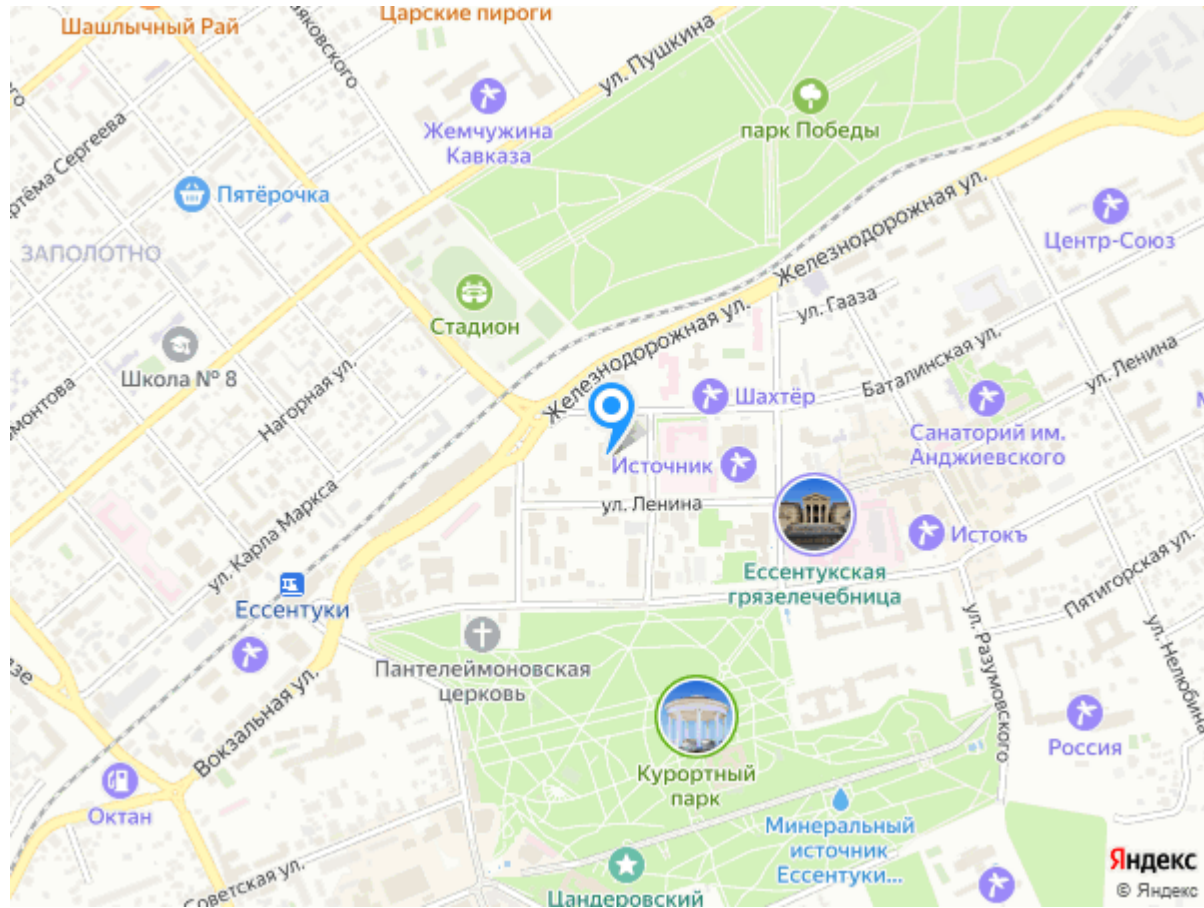 Царские пироги
Шашлычный Рай
ул. Пушкина
Жемчужина
Кавказа
парк Победы
Пятёрочка
ЗАПОЛОТНО
Железнодорожная ул.
Центр-Союз
ул. Гааза
Стадион
Железнодорожная ул.
Школа № 8
Нагорная ул.
Баталинская ул.
ул. Ленина
Шахтёр
Санаторий им.
Анджиевского
Источник
ул. Ленина
ул. Карла Маркса
Истокъ
Ессентукская
грязелечебница
Ессентуки
Пятигорская ул.
ул. Нелюбина
ул. Разумовского
Пантелеймоновская
церковь
Вокзальная ул.
Россия
Курортный
парк
Октан
Минеральный
источник
Ессентуки...
Советская ул.
Цандеровский
Яндекс
© Яндекс